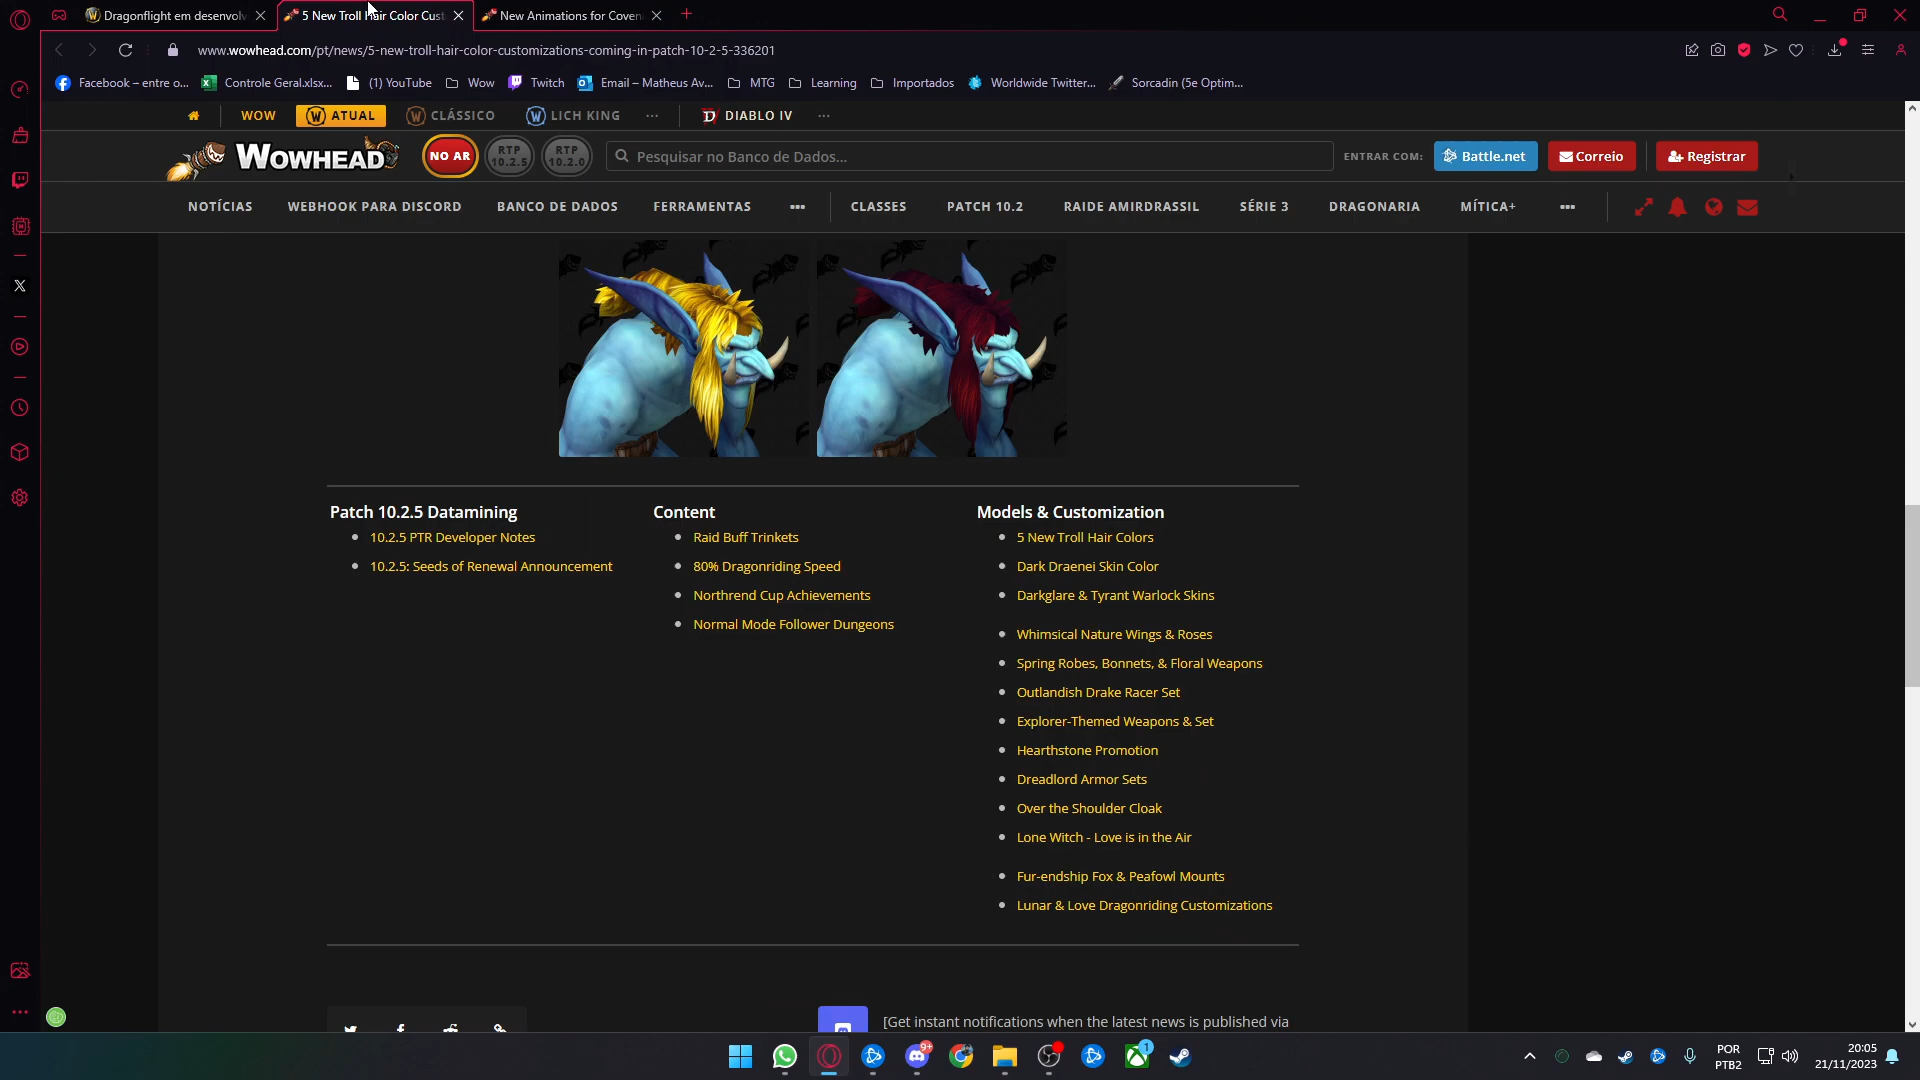 Dragonflight em desenvolv
5 New Troll Hair Color Cust
New Animations for Coven
www.wowhead.com/pt/news/5-new-troll-hair-color-customizations-coming-in-patch-10-2-5-336201
Facebook – entre o...
Controle Geral.xlsx...
(1) YouTube
Wow
Twitch
Email – Matheus Av...
MTG
Learning
Importados
Worldwide Twitter...
Sorcadin (5e Optim...
WOW
ATUAL
CLÁSSICO
LICH KING
...
DIABLO IV
...
WOWHEAD
NO AR
RTP
10.2.5
RTP
10.2.0
Pesquisar no Banco de Dados...
ENTRAR COM:
Battle.net
Correio
Registrar
NOTÍCIAS
WEBHOOK PARA DISCORD
BANCO DE DADOS
FERRAMENTAS
CLASSES
PATCH 10.2
RAIDE AMIRDRASSIL
SÉRIE 3
DRAGONARIA
MÍTICA+
Patch 10.2.5 Datamining
10.2.5 PTR Developer Notes
10.2.5: Seeds of Renewal Announcement
Content
Raid Buff Trinkets
80% Dragonriding Speed
Northrend Cup Achievements
Normal Mode Follower Dungeons
Models & Customization
5 New Troll Hair Colors
Dark Draenei Skin Color
Darkglare & Tyrant Warlock Skins
Whimsical Nature Wings & Roses
Spring Robes, Bonnets, & Floral Weapons
Outlandish Drake Racer Set
Explorer-Themed Weapons & Set
Hearthstone Promotion
Dreadlord Armor Sets
Over the Shoulder Cloak
Lone Witch - Love is in the Air
Fur-endship Fox & Peafowl Mounts
Lunar & Love Dragonriding Customizations
[Get instant notifications when the latest news is published via
9+
1
POR
PTB2
20:05
21/11/2023